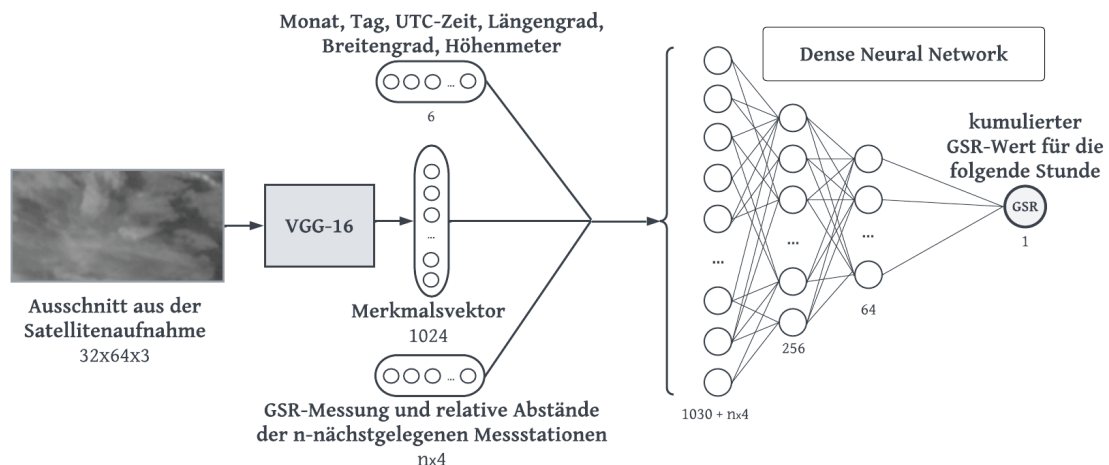 Monat, Tag, UTC-Zeit, Längengrad,
Breitengrad, Höhenmeter
...
6
Dense Neural Network
kumulierter
GSR-Wert für die
folgende Stunde
GSR
1
VGG-16
...
Merkmalsvektor
1024
Ausschnitt aus der
Satellitenaufnahme
32x64x3
...
GSR-Messung und relative Abstände
der n-nächstgelegenen Messstationen
nx4
...
1030 + nx4
...
256
...
64